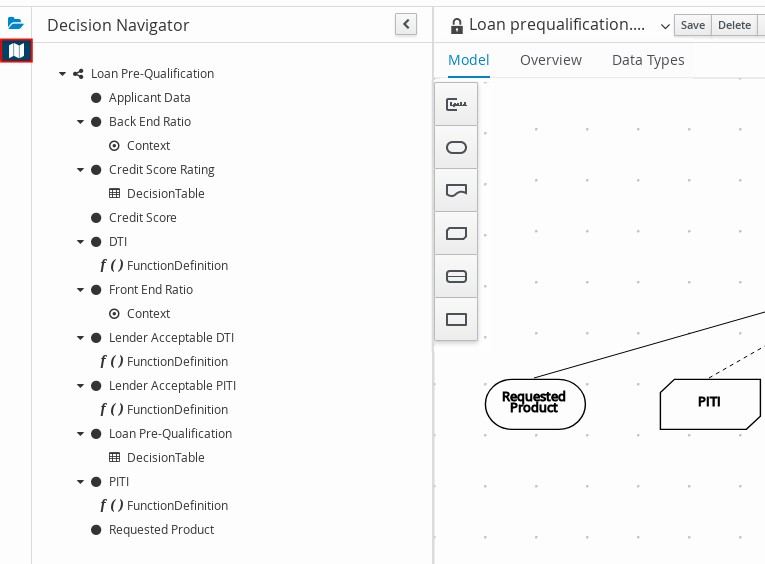 Decision Navigator
Loan Pre-Qualification
Applicant Data
Back End Ratio
Context
Credit Score Rating
DecisionTable
Credit Score
DTI
f ( ) FunctionDefinition
Front End Ratio
Context
Lender Acceptable DTI
f ( ) FunctionDefinition
Lender Acceptable PITI
f ( ) FunctionDefinition
Loan Pre-Qualification
DecisionTable
PITI
f ( ) FunctionDefinition
Requested Product
Loan prequalification....
Save
Delete
Model
Overview
Data Types
Requested
Product
PITI